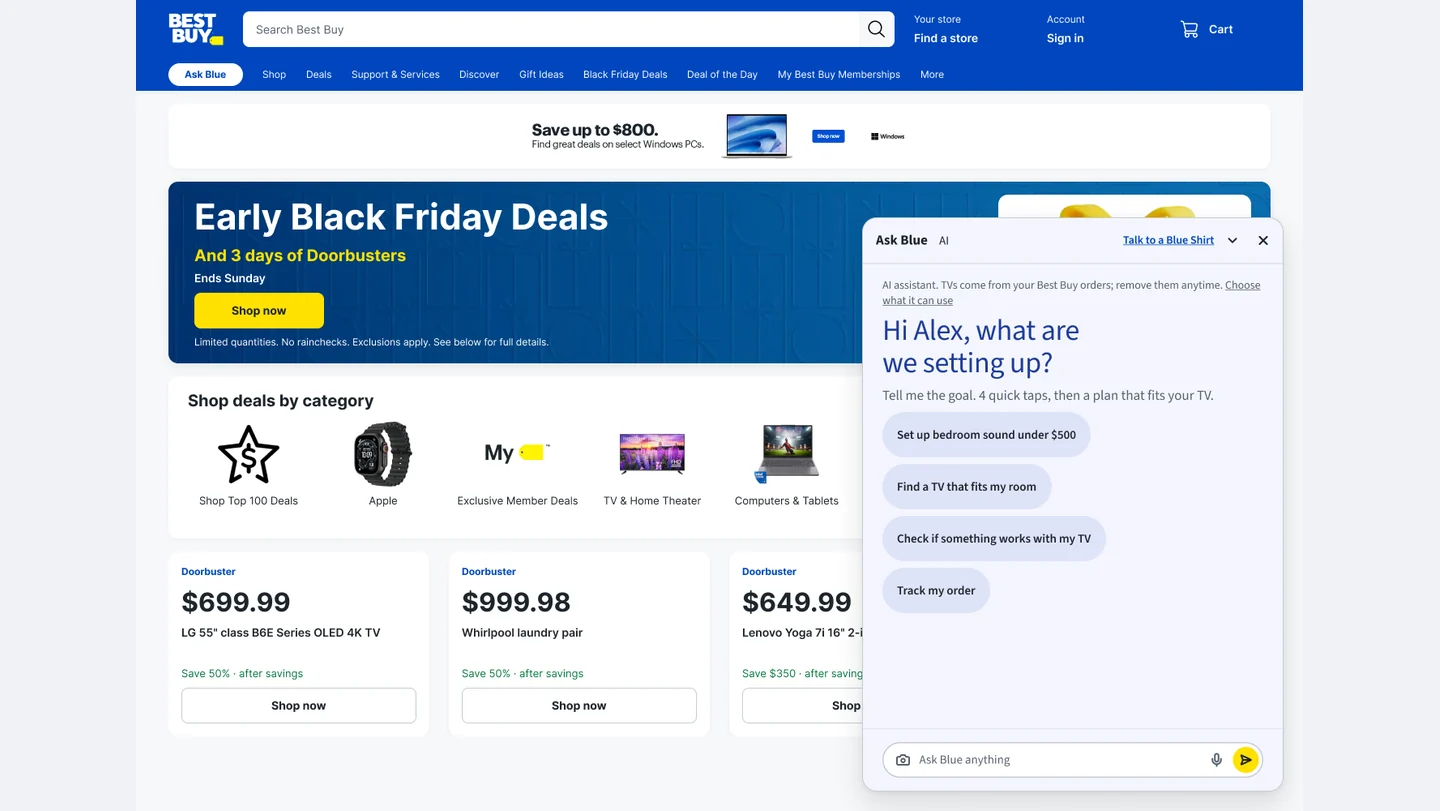 BEST BUY
Search Best Buy
Your store
Find a store
Account
Sign in
Cart
Ask Blue
Shop
Deals
Support & Services
Discover
Gift Ideas
Black Friday Deals
Deal of the Day
My Best Buy Memberships
More
Save up to $800.
Find great deals on select Windows PCs.
Shop now
Windows
Early Black Friday Deals
And 3 days of Doorbusters
Ends Sunday
Shop now
Limited quantities. No rainchecks. Exclusions apply. See below for full details.
Shop deals by category
My
Shop Top 100 Deals
Apple
Exclusive Member Deals
TV & Home Theater
Computers & Tablets
Doorbuster
$699.99
LG 55" class B6E Series OLED 4K TV
Save 50% · after savings
Shop now
Doorbuster
$999.98
Whirlpool laundry pair
Save 50% · after savings
Shop now
Doorbuster
$649.99
Lenovo Yoga 7i 16" 2-i
Save $350 · after saving
Shop
Ask Blue AI
Talk to a Blue Shirt
AI assistant. TVs come from your Best Buy orders; remove them anytime. Choose
what it can use
Hi Alex, what are
we setting up?
Tell me the goal. 4 quick taps, then a plan that fits your TV.
Set up bedroom sound under $500
Find a TV that fits my room
Check if something works with my TV
Track my order
Ask Blue anything